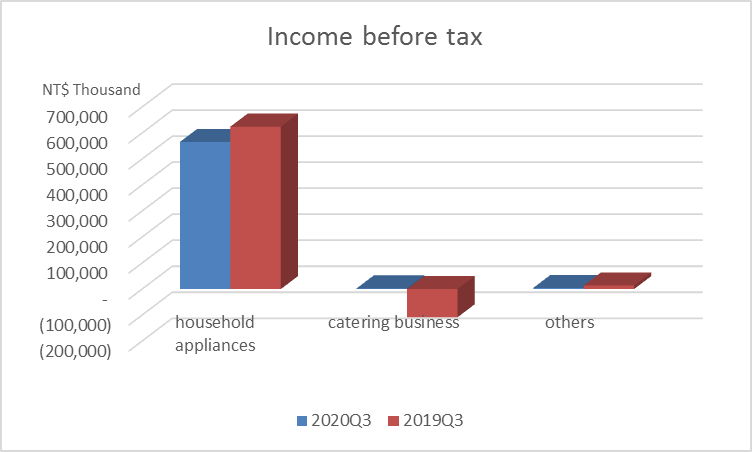 Income before tax
NT$ Thousand
700,000
600,000
500,000
400,000
300,000
200,000
100,000
-
(100,000)
(200,000)
household
appliances
catering business
others
2020Q3
2019Q3